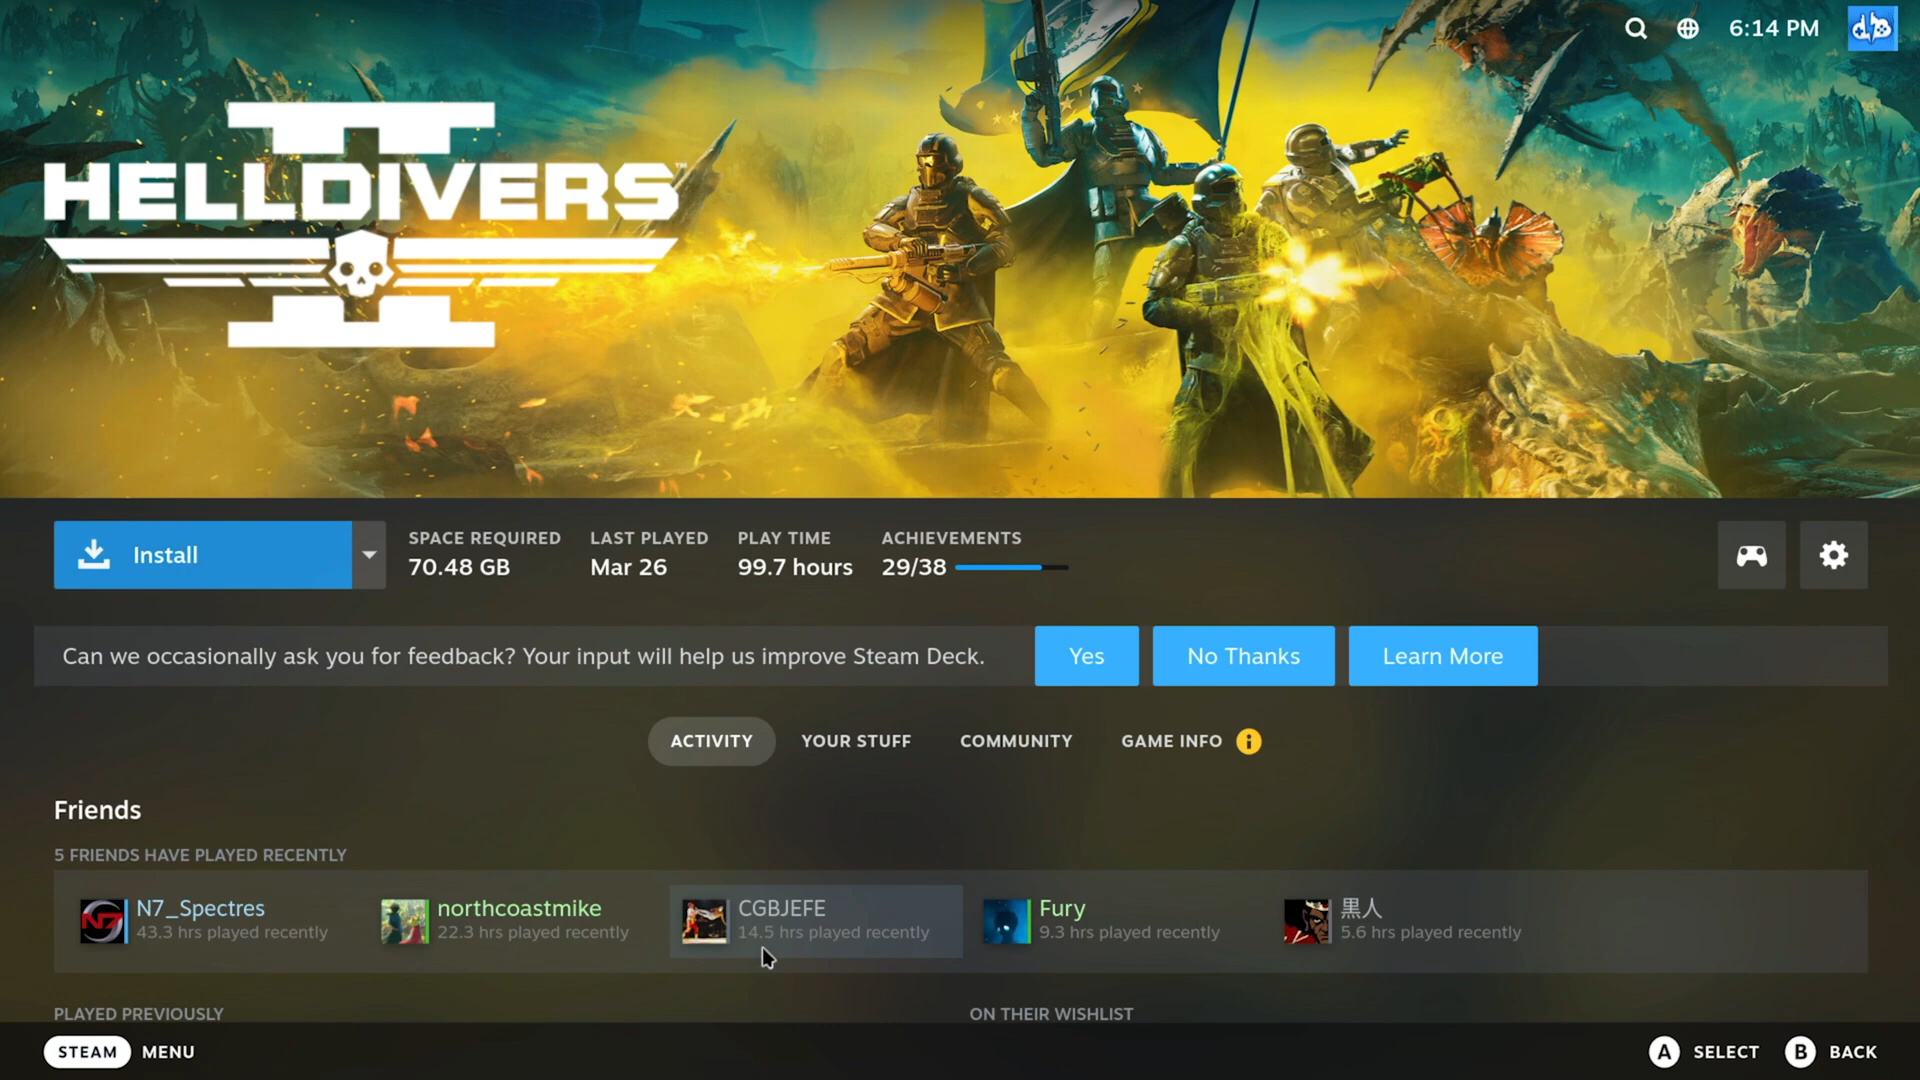 6:14 PM
HELLDIVERS™
II
Install
SPACE REQUIRED
70.48 GB
LAST PLAYED
Mar 26
PLAY TIME
99.7 hours
ACHIEVEMENTS
29/38
Can we occasionally ask you for feedback? Your input will help us improve Steam Deck.
Yes
No Thanks
Learn More
ACTIVITY
YOUR STUFF
COMMUNITY
GAME INFO
Friends
5 FRIENDS HAVE PLAYED RECENTLY
N7
N7_Spectres
43.3 hrs played recently
northcoastmike
22.3 hrs played recently
CGBJEFE
14.5 hrs played recently
Fury
9.3 hrs played recently
黒人
5.6 hrs played recently
PLAYED PREVIOUSLY
ON THEIR WISHLIST
STEAM MENU
A SELECT
B BACK